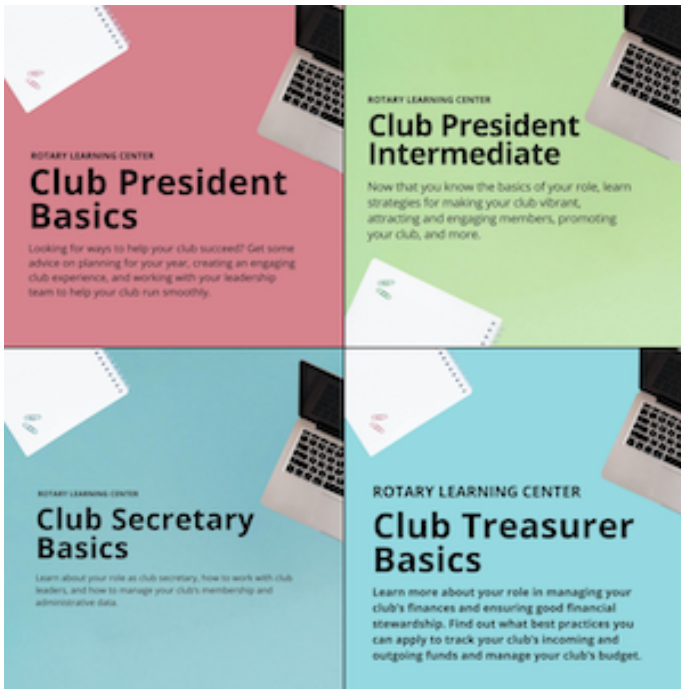 ROTARY LEARNING CENTER
Club President
Basics
Looking for ways to help your club succeed? Get some
advice on planning for your year, creating an engaging
club experience, and working with your leadership
team to help your club run smoothly.
ROTARY LEARNING CENTER
Club President
Intermediate
Now that you know the basics of your role, learn
strategies for making your club vibrant,
attracting and engaging members, promoting
your club, and more.
ROTARY LEARNING CENTER
Club Secretary
Basics
Learn about your role as club secretary, how to work with club
leaders, and how to manage your club's membership and
administrative data.
ROTARY LEARNING CENTER
Club Treasurer
Basics
Learn more about your role in managing your
club's finances and ensuring good financial
stewardship. Find out what best practices you
can apply to track your club's incoming and
outgoing funds and manage your club's budget.